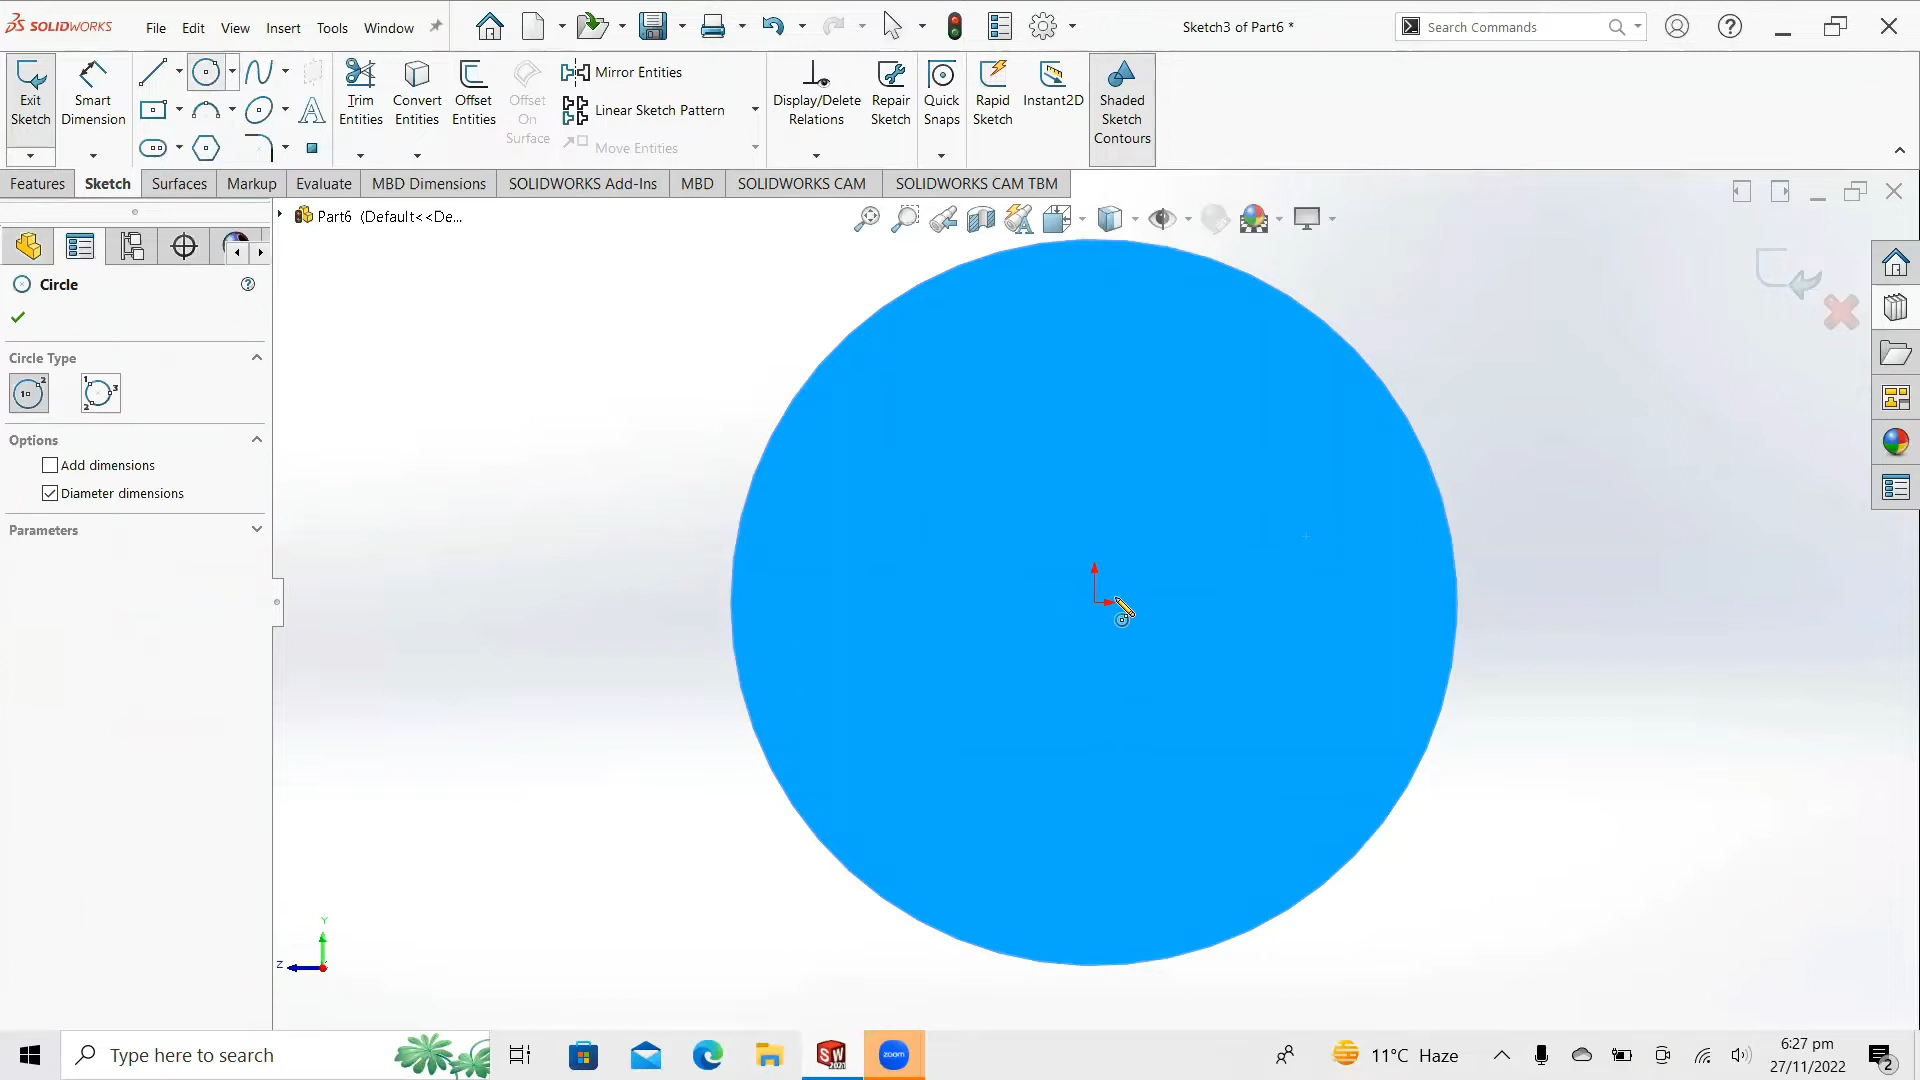 SOLIDWORKS File Edit View Insert Tools Window Sketch3 of Part6 * Search Commands
Exit Sketch
Smart Dimension
Trim Entities
Convert Entities
Offset Entities
Offset On Surface
Mirror Entities
Linear Sketch Pattern
Move Entities
Display/Delete Relations
Repair Sketch
Quick Snaps
Rapid Sketch
Instant2D
Shaded Sketch Contours
Features Sketch Surfaces Markup Evaluate MBD Dimensions SOLIDWORKS Add-Ins MBD SOLIDWORKS CAM SOLIDWORKS CAM TBM
Part6 (Default<<De...
Circle
Circle Type
Options
Add dimensions
Diameter dimensions
Parameters
Y
Z
Type here to search
SW
2021
zoom
11°C Haze
6:27 pm
27/11/2022
2